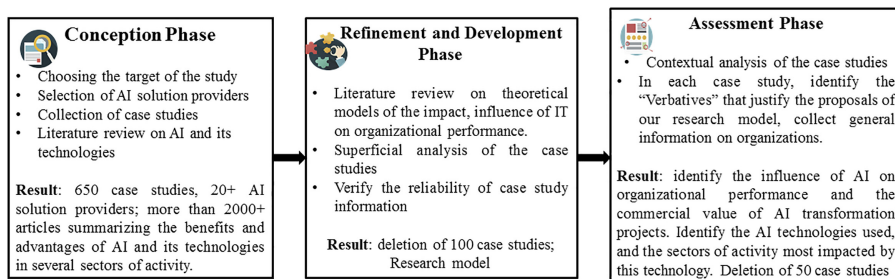 Conception Phase
• Choosing the target of the study
• Selection of AI solution providers
• Collection of case studies
• Literature review on AI and its
technologies
Result: 650 case studies, 20+ AI
solution providers; more than 2000+
articles summarizing the benefits and
advantages of AI and its technologies
in several sectors of activity.
Refinement and Development
Phase
• Literature review on theoretical
models of the impact, influence of IT
on organizational performance.
• Superficial analysis of the case
studies
• Verify the reliability of case study
information
Result: deletion of 100 case studies;
Research model
Assessment Phase
• Contextual analysis of the case studies
• In each case study, identify the
“Verbatives” that justify the proposals of
our research model, collect general
information on organizations.
Result: identify the influence of AI on
organizational performance and the
commercial value of AI transformation
projects. Identify the AI technologies used,
and the sectors of activity most impacted by
this technology. Deletion of 50 case studies.